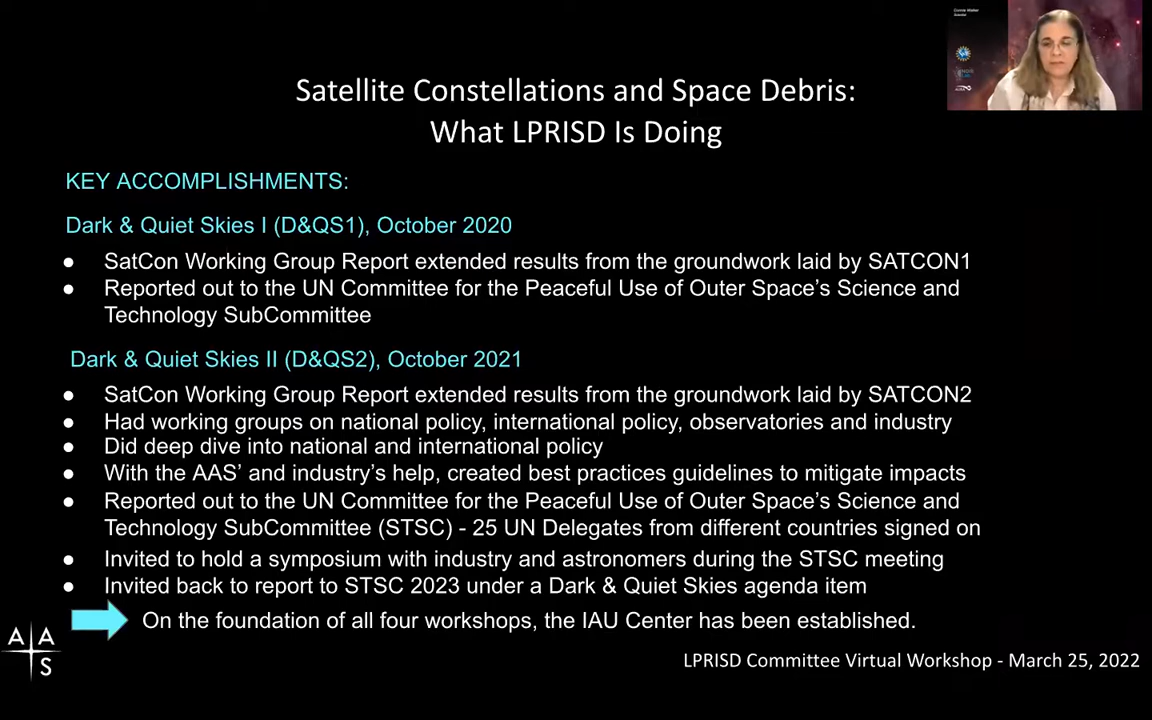 Satellite Constellations and Space Debris:
What LPRISD Is Doing
KEY ACCOMPLISHMENTS:
Dark & Quiet Skies I (D&QS1), October 2020
● SatCon Working Group Report extended results from the groundwork laid by SATCON1
● Reported out to the UN Committee for the Peaceful Use of Outer Space’s Science and
Technology SubCommittee
Dark & Quiet Skies II (D&QS2), October 2021
● SatCon Working Group Report extended results from the groundwork laid by SATCON2
● Had working groups on national policy, international policy, observatories and industry
● Did deep dive into national and international policy
● With the AAS’ and industry’s help, created best practices guidelines to mitigate impacts
● Reported out to the UN Committee for the Peaceful Use of Outer Space’s Science and
Technology SubCommittee (STSC) - 25 UN Delegates from different countries signed on
● Invited to hold a symposium with industry and astronomers during the STSC meeting
● Invited back to report to STSC 2023 under a Dark & Quiet Skies agenda item
On the foundation of all four workshops, the IAU Center has been established.
A A
S
LPRISD Committee Virtual Workshop - March 25, 2022